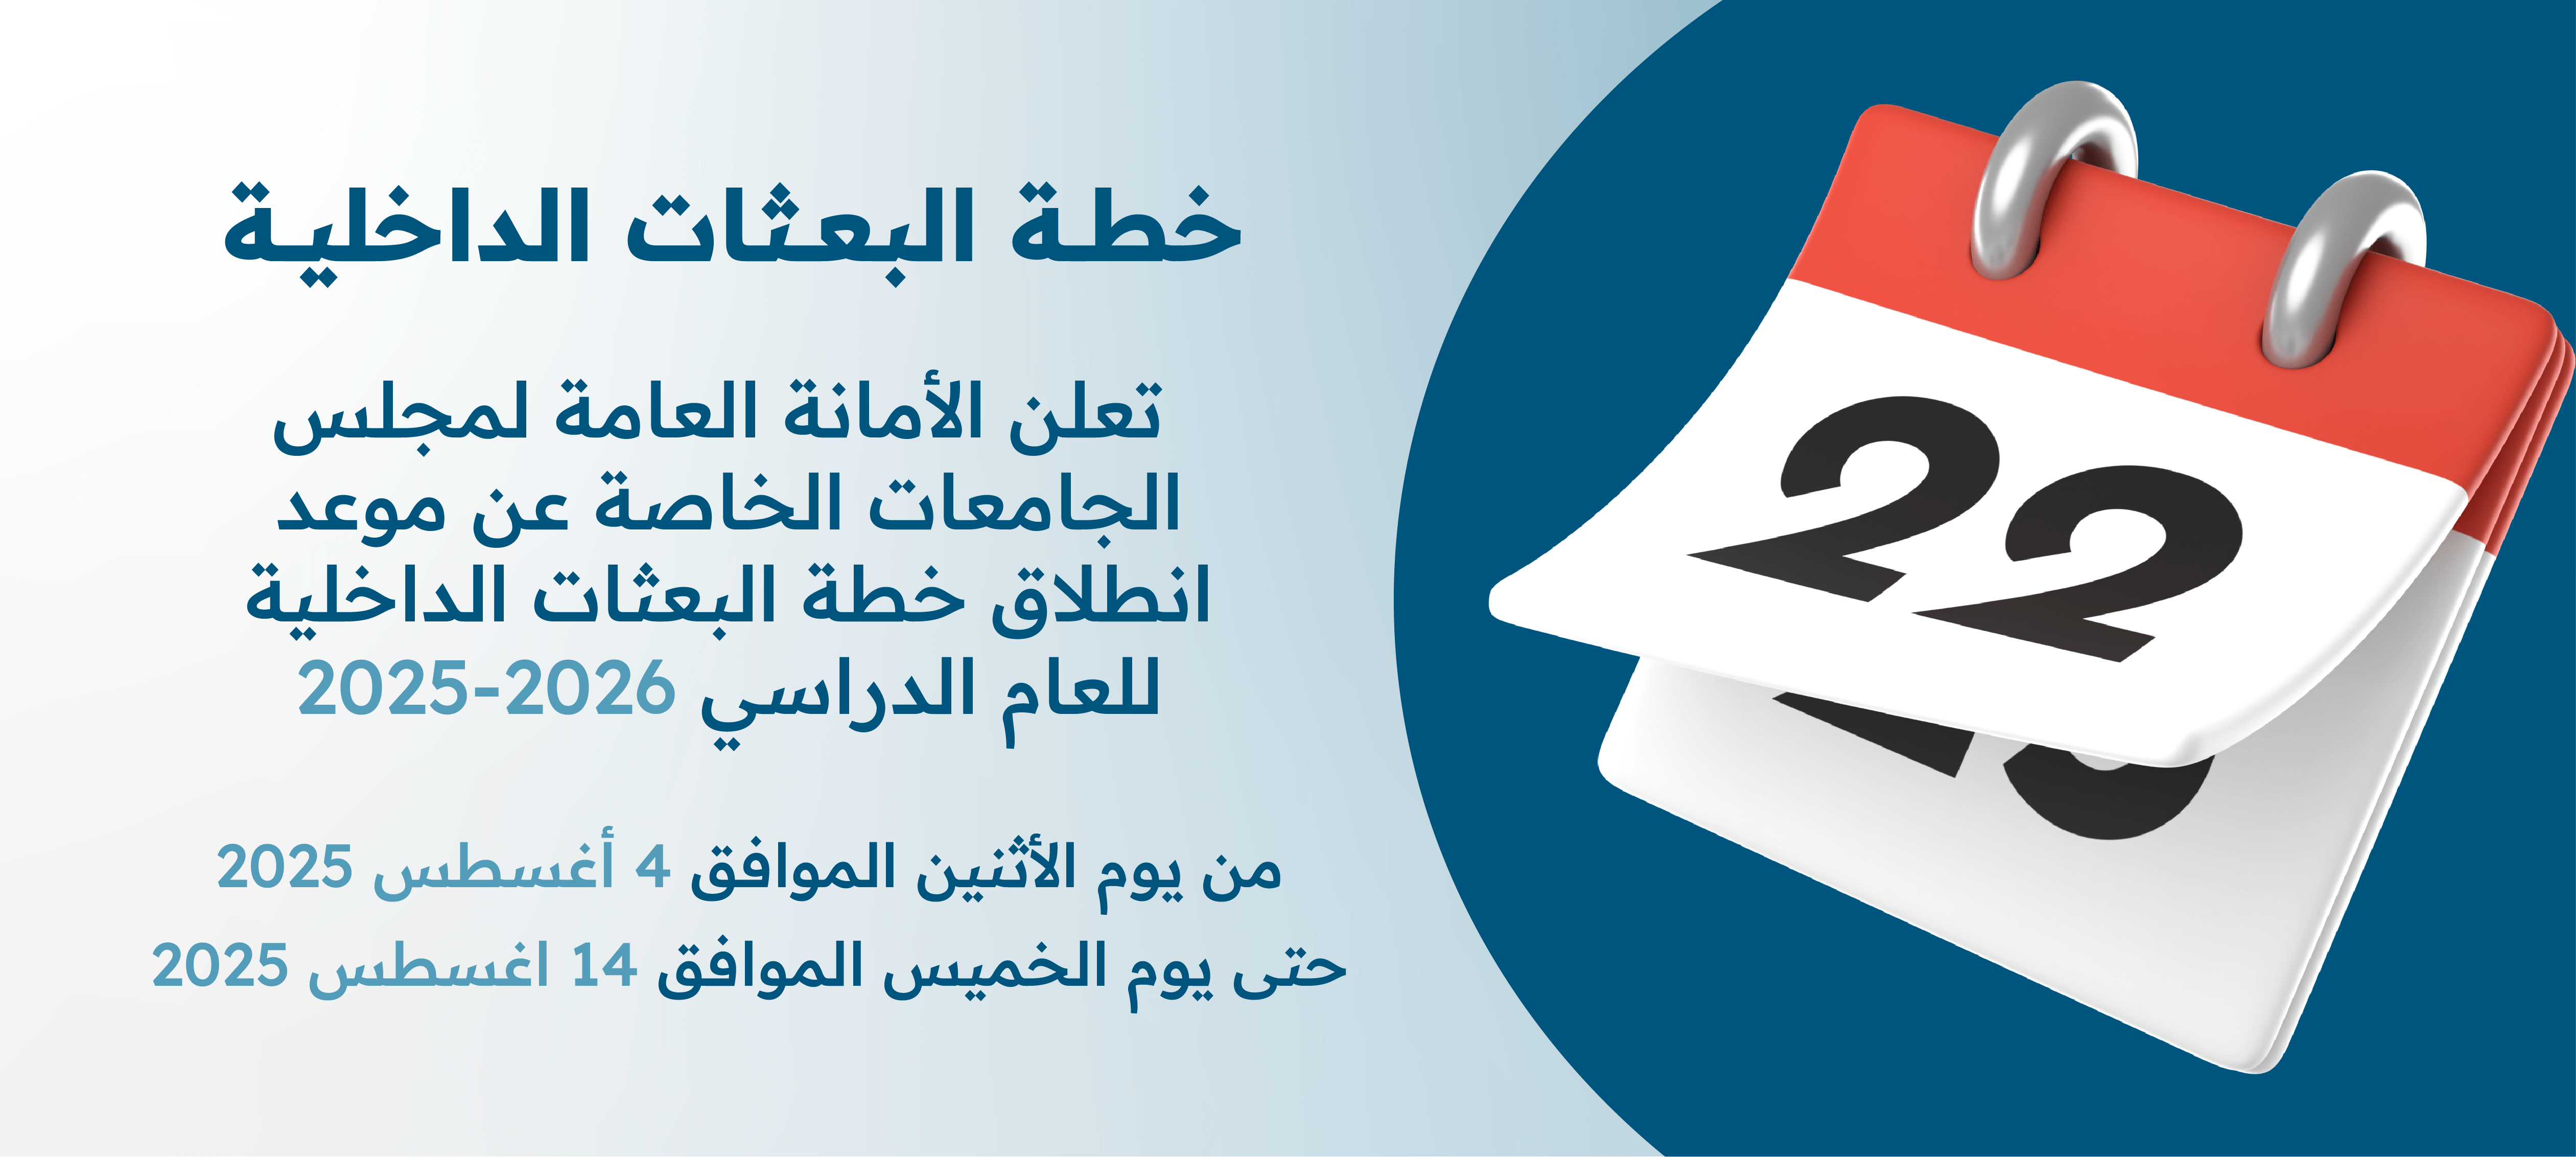 خطة البعثات الداخلية
تعلن الأمانة العامة لمجلس
الجامعات الخاصة عن موعد
انطلاق خطة البعثات الداخلية
للعام الدراسي 2026-2025
من يوم الأثنين الموافق 4 أغسطس 2025
حتى يوم الخميس الموافق 14 اغسطس 2025
22